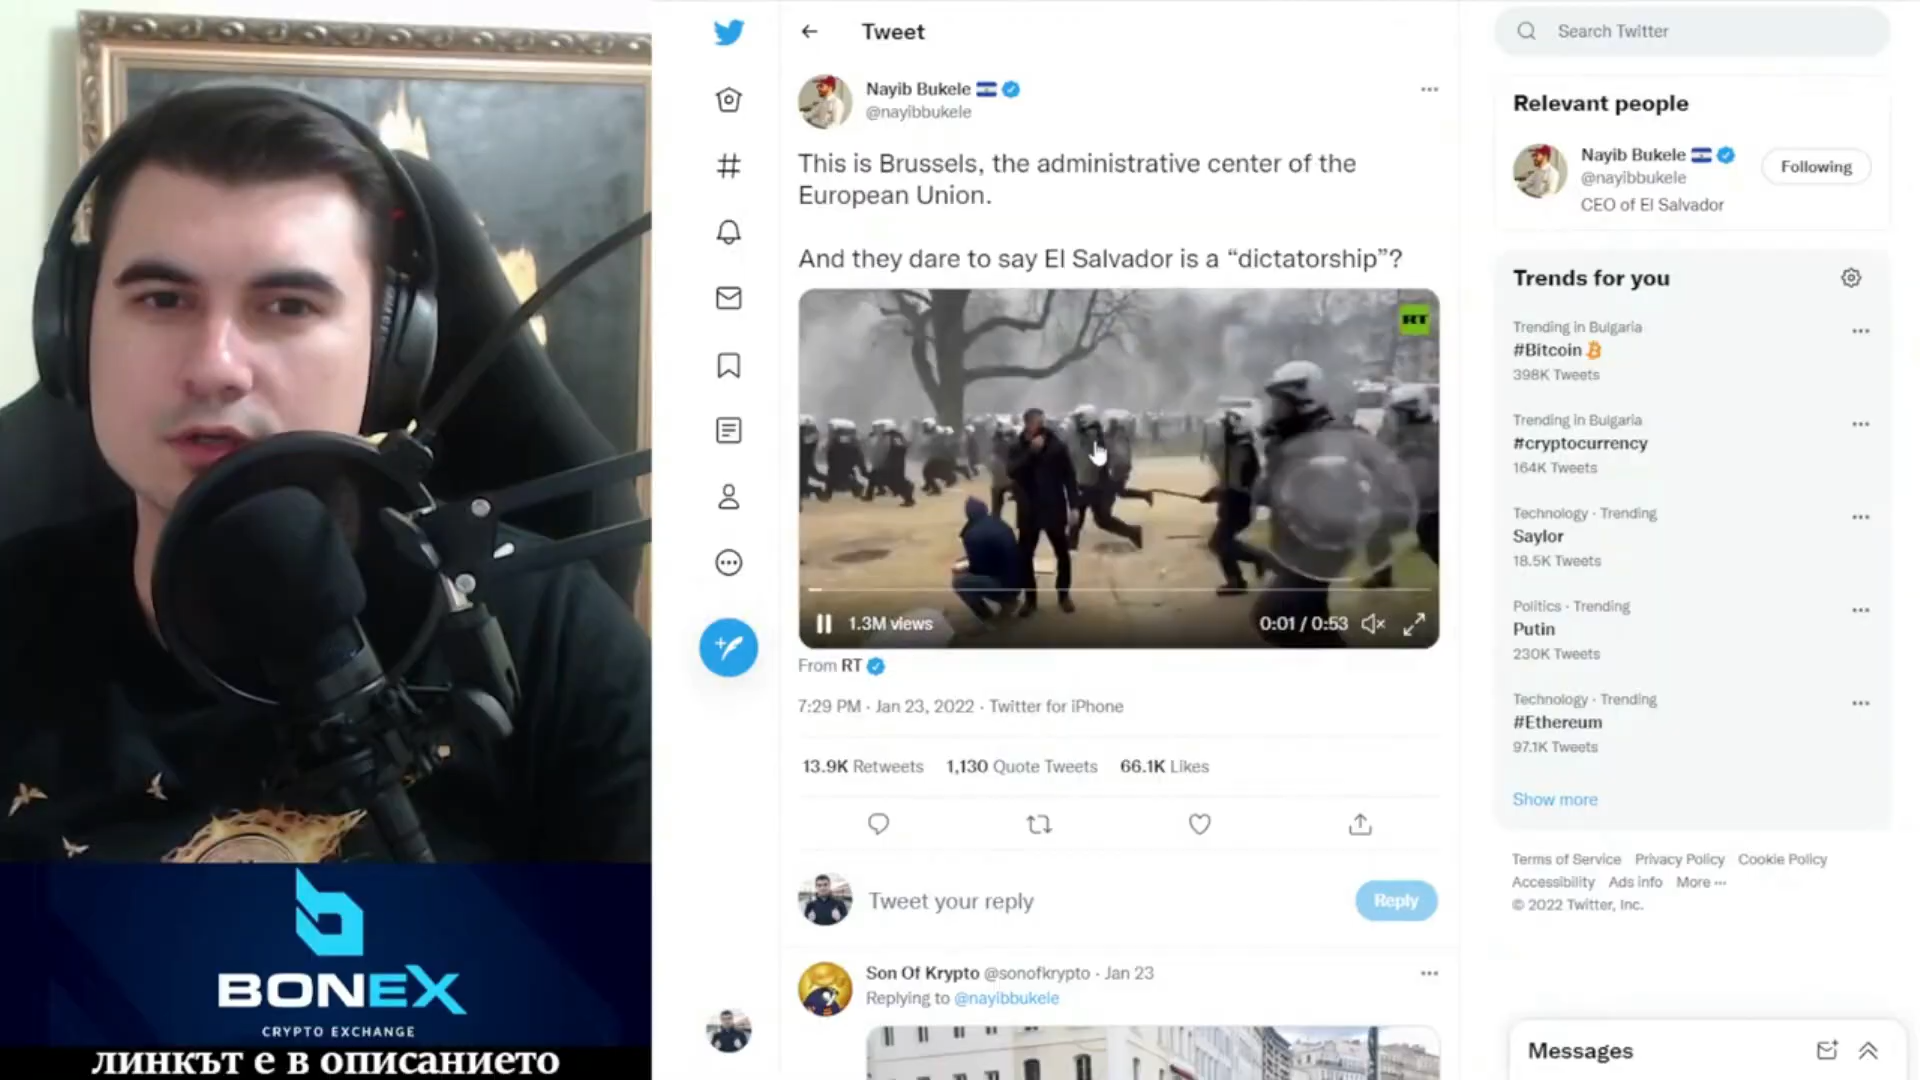 Tweet
Nayib Bukele
@nayibbukele
This is Brussels, the administrative center of the
European Union.
And they dare to say El Salvador is a “dictatorship”?
RT
1.3M views
0:01 / 0:53
From RT
7:29 PM · Jan 23, 2022 · Twitter for iPhone
13.9K Retweets 1,130 Quote Tweets 66.1K Likes
Tweet your reply
Reply
Son Of Krypto @sonofkrypto · Jan 23
Replying to @nayibbukele
Search Twitter
Relevant people
Nayib Bukele
@nayibbukele
Following
CEO of El Salvador
Trends for you
Trending in Bulgaria
#Bitcoin
398K Tweets
Trending in Bulgaria
#cryptocurrency
164K Tweets
Technology · Trending
Saylor
18.5K Tweets
Politics · Trending
Putin
230K Tweets
Technology · Trending
#Ethereum
97.1K Tweets
Show more
Terms of Service Privacy Policy Cookie Policy
Accessibility Ads info More ...
© 2022 Twitter, Inc.
Messages
BONEX
CRYPTO EXCHANGE
линкът е в описанието